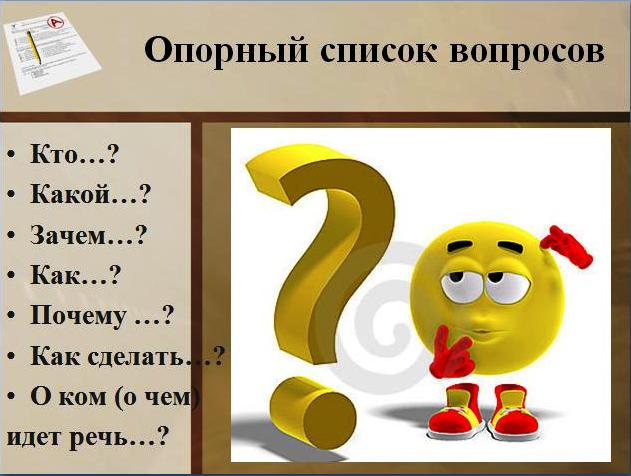 Опорный список вопросов
• Кто…?
• Какой…?
• Зачем…?
• Как…?
• Почему …?
• Как сделать…?
• О ком (о чем)
идет речь…?